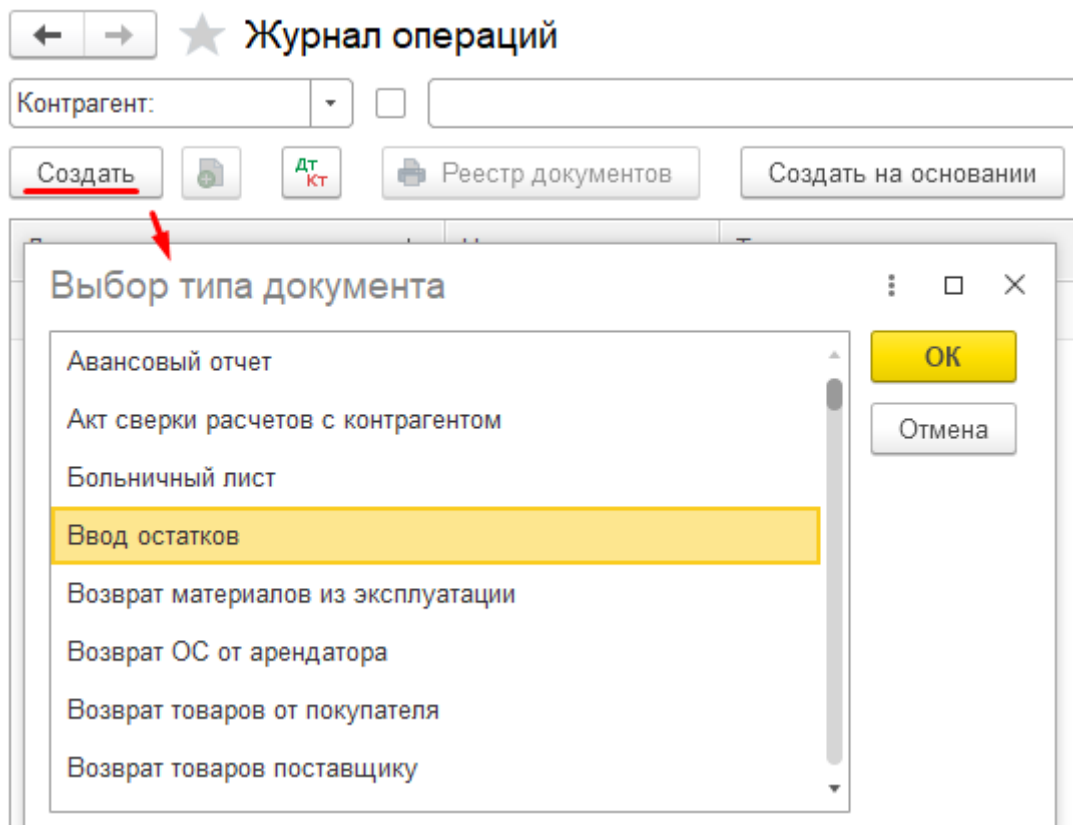 Журнал операций
Контрагент:
Создать
Дт Кт
Реестр документов
Создать на основании
Выбор типа документа
Авансовый отчет
ОК
Акт сверки расчетов с контрагентом
Отмена
Больничный лист
Ввод остатков
Возврат материалов из эксплуатации
Возврат ОС от арендатора
Возврат товаров от покупателя
Возврат товаров поставщику